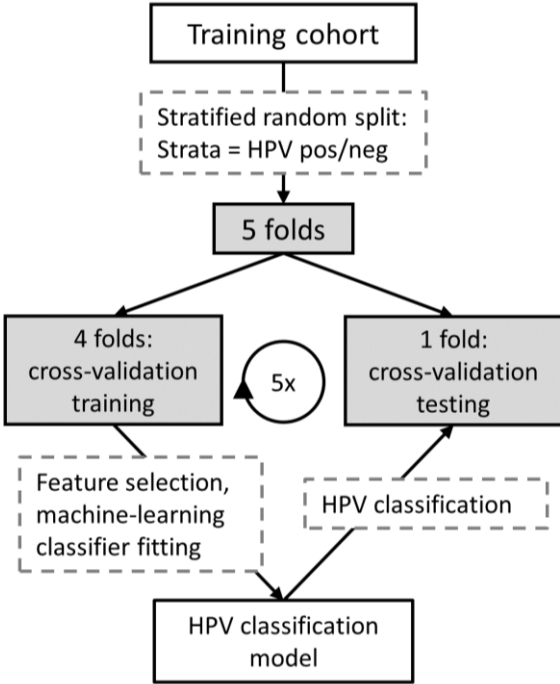 Training cohort
Stratified random split:
Strata = HPV pos/neg
5 folds
4 folds:
cross-validation
training
5x
1 fold:
cross-validation
testing
Feature selection,
machine-learning
classifier fitting
HPV classification
HPV classification
model